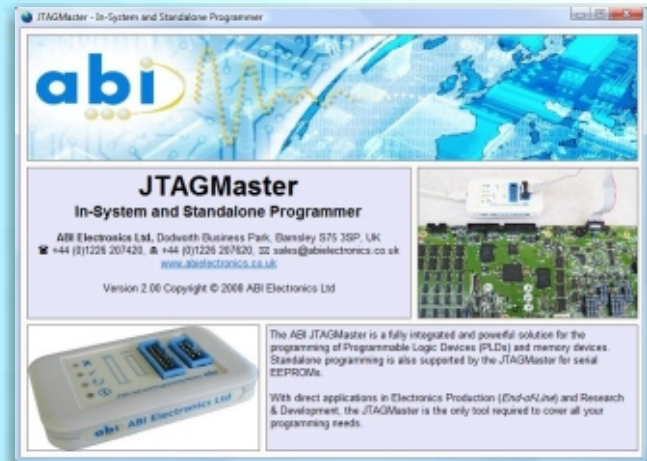 JTAGMaster - In-System and Standalone Programmer
abi
JTAGMaster
In-System and Standalone Programmer
ABI Electronics Ltd, Dodworth Business Park, Barnsley S75 3SP, UK
☎ +44 (0)1226 207420, +44 (0)1226 207620, ✉ sales@abielectronics.co.uk
www.abielectronics.co.uk
Version 2.00 Copyright © 2008 ABI Electronics Ltd
abi ABI Electronics Ltd
The ABI JTAGMaster is a fully integrated and powerful solution for the
programming of Programmable Logic Devices (PLDs) and memory devices.
Standalone programming is also supported by the JTAGMaster for serial
EEPROMs.
With direct applications in Electronics Production (End-of-Line) and Research
& Development, the JTAGMaster is the only tool required to cover all your
programming needs.